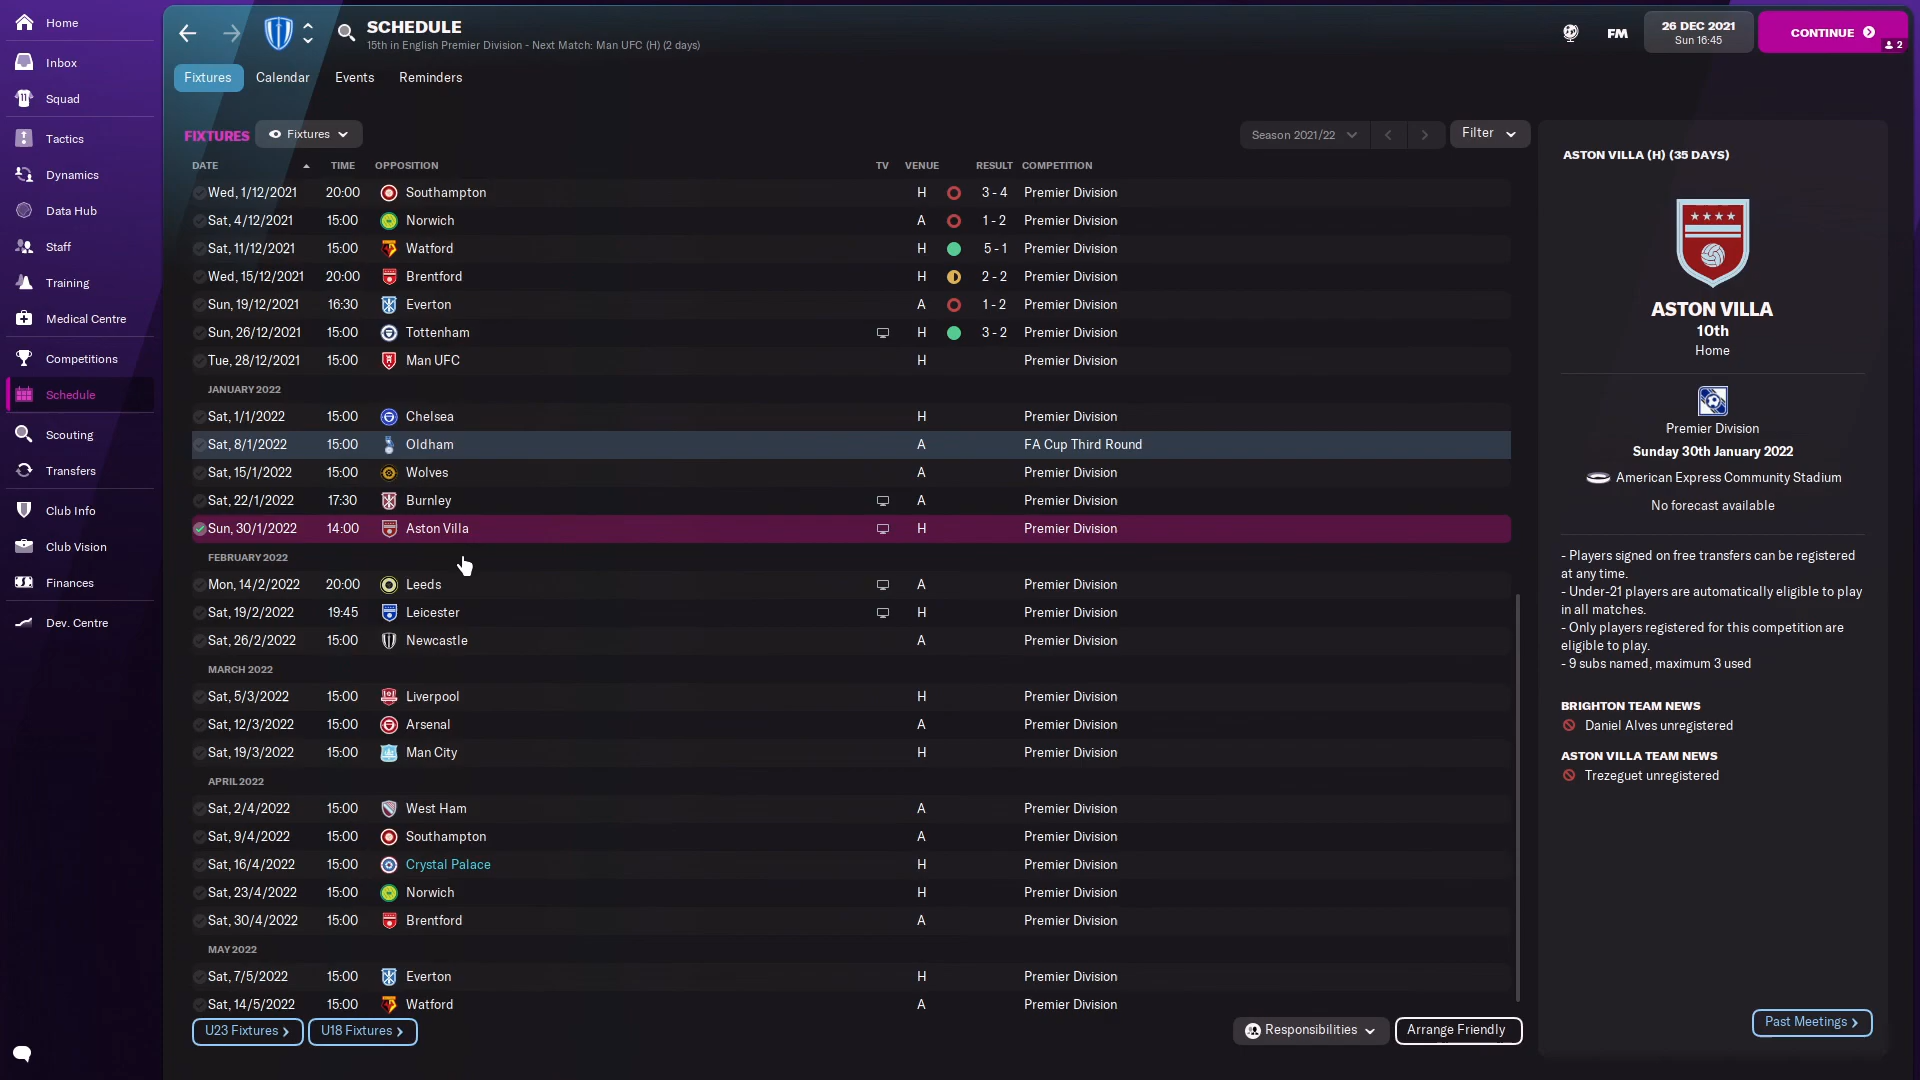 Home
Inbox
Squad
Tactics
Dynamics
Data Hub
Staff
Training
Medical Centre
Competitions
Schedule
Scouting
Transfers
Club Info
Club Vision
Finances
Dev. Centre
SCHEDULE
15th in English Premier Division - Next Match: Man UFC (H) (2 days)
FM
26 DEC 2021
Sun 16:45
CONTINUE
2
Fixtures Calendar Events Reminders
FIXTURES Fixtures
Season 2021/22 Filter
DATE TIME OPPOSITION TV VENUE RESULT COMPETITION
Wed, 1/12/2021 20:00 Southampton H 3 - 4 Premier Division
Sat, 4/12/2021 15:00 Norwich A 1 - 2 Premier Division
Sat, 11/12/2021 15:00 Watford H 5 - 1 Premier Division
Wed, 15/12/2021 20:00 Brentford H 2 - 2 Premier Division
Sun, 19/12/2021 16:30 Everton A 1 - 2 Premier Division
Sun, 26/12/2021 15:00 Tottenham H 3 - 2 Premier Division
Tue, 28/12/2021 15:00 Man UFC H Premier Division
JANUARY 2022
Sat, 1/1/2022 15:00 Chelsea H Premier Division
Sat, 8/1/2022 15:00 Oldham A FA Cup Third Round
Sat, 15/1/2022 15:00 Wolves A Premier Division
Sat, 22/1/2022 17:30 Burnley A Premier Division
Sun, 30/1/2022 14:00 Aston Villa H Premier Division
FEBRUARY 2022
Mon, 14/2/2022 20:00 Leeds A Premier Division
Sat, 19/2/2022 19:45 Leicester H Premier Division
Sat, 26/2/2022 15:00 Newcastle A Premier Division
MARCH 2022
Sat, 5/3/2022 15:00 Liverpool H Premier Division
Sat, 12/3/2022 15:00 Arsenal A Premier Division
Sat, 19/3/2022 15:00 Man City H Premier Division
APRIL 2022
Sat, 2/4/2022 15:00 West Ham A Premier Division
Sat, 9/4/2022 15:00 Southampton A Premier Division
Sat, 16/4/2022 15:00 Crystal Palace H Premier Division
Sat, 23/4/2022 15:00 Norwich H Premier Division
Sat, 30/4/2022 15:00 Brentford A Premier Division
MAY 2022
Sat, 7/5/2022 15:00 Everton H Premier Division
Sat, 14/5/2022 15:00 Watford A Premier Division
U23 Fixtures U18 Fixtures Responsibilities Arrange Friendly
ASTON VILLA (H) (35 DAYS)
ASTON VILLA
10th
Home
Premier Division
Sunday 30th January 2022
American Express Community Stadium
No forecast available
- Players signed on free transfers can be registered
at any time.
- Under-21 players are automatically eligible to play
in all matches.
- Only players registered for this competition are
eligible to play.
- 9 subs named, maximum 3 used
BRIGHTON TEAM NEWS
Daniel Alves unregistered
ASTON VILLA TEAM NEWS
Trezeguet unregistered
Past Meetings